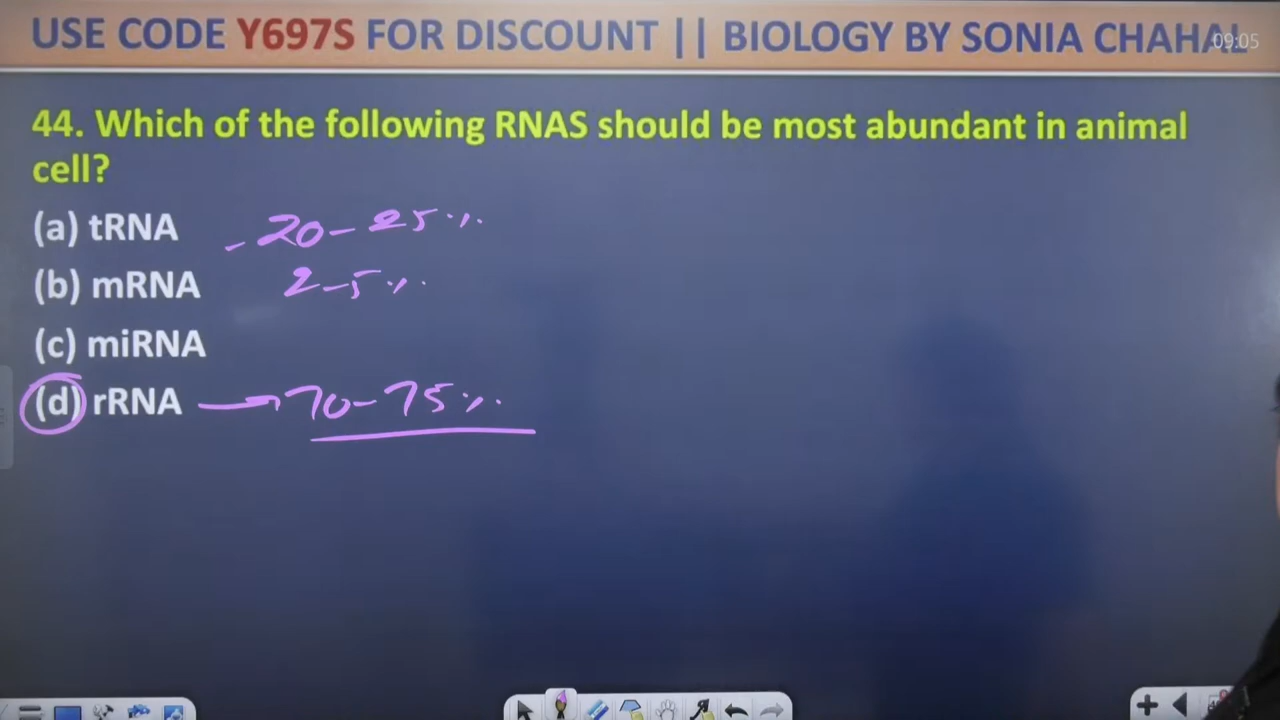 USE CODE Y697S FOR DISCOUNT || BIOLOGY BY SONIA CHAHAL
09:05
44. Which of the following RNAS should be most abundant in animal
cell?
(a) tRNA - 20-25%
(b) mRNA 2-5%
(c) miRNA
(d) rRNA → 70-75%